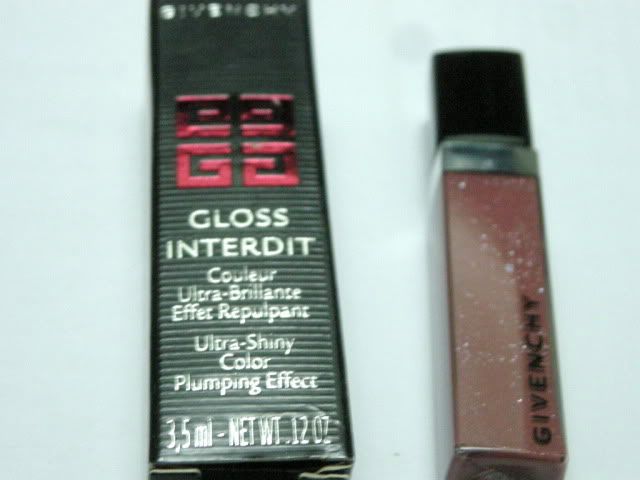 GIVENCHY
GLOSS
INTERDIT
Couleur
Ultra-Brillante
Effet Repulpant
Ultra-Shiny
Color
Plumping Effect
3,5 ml - NET WT .12 OZ
GIVENCHY